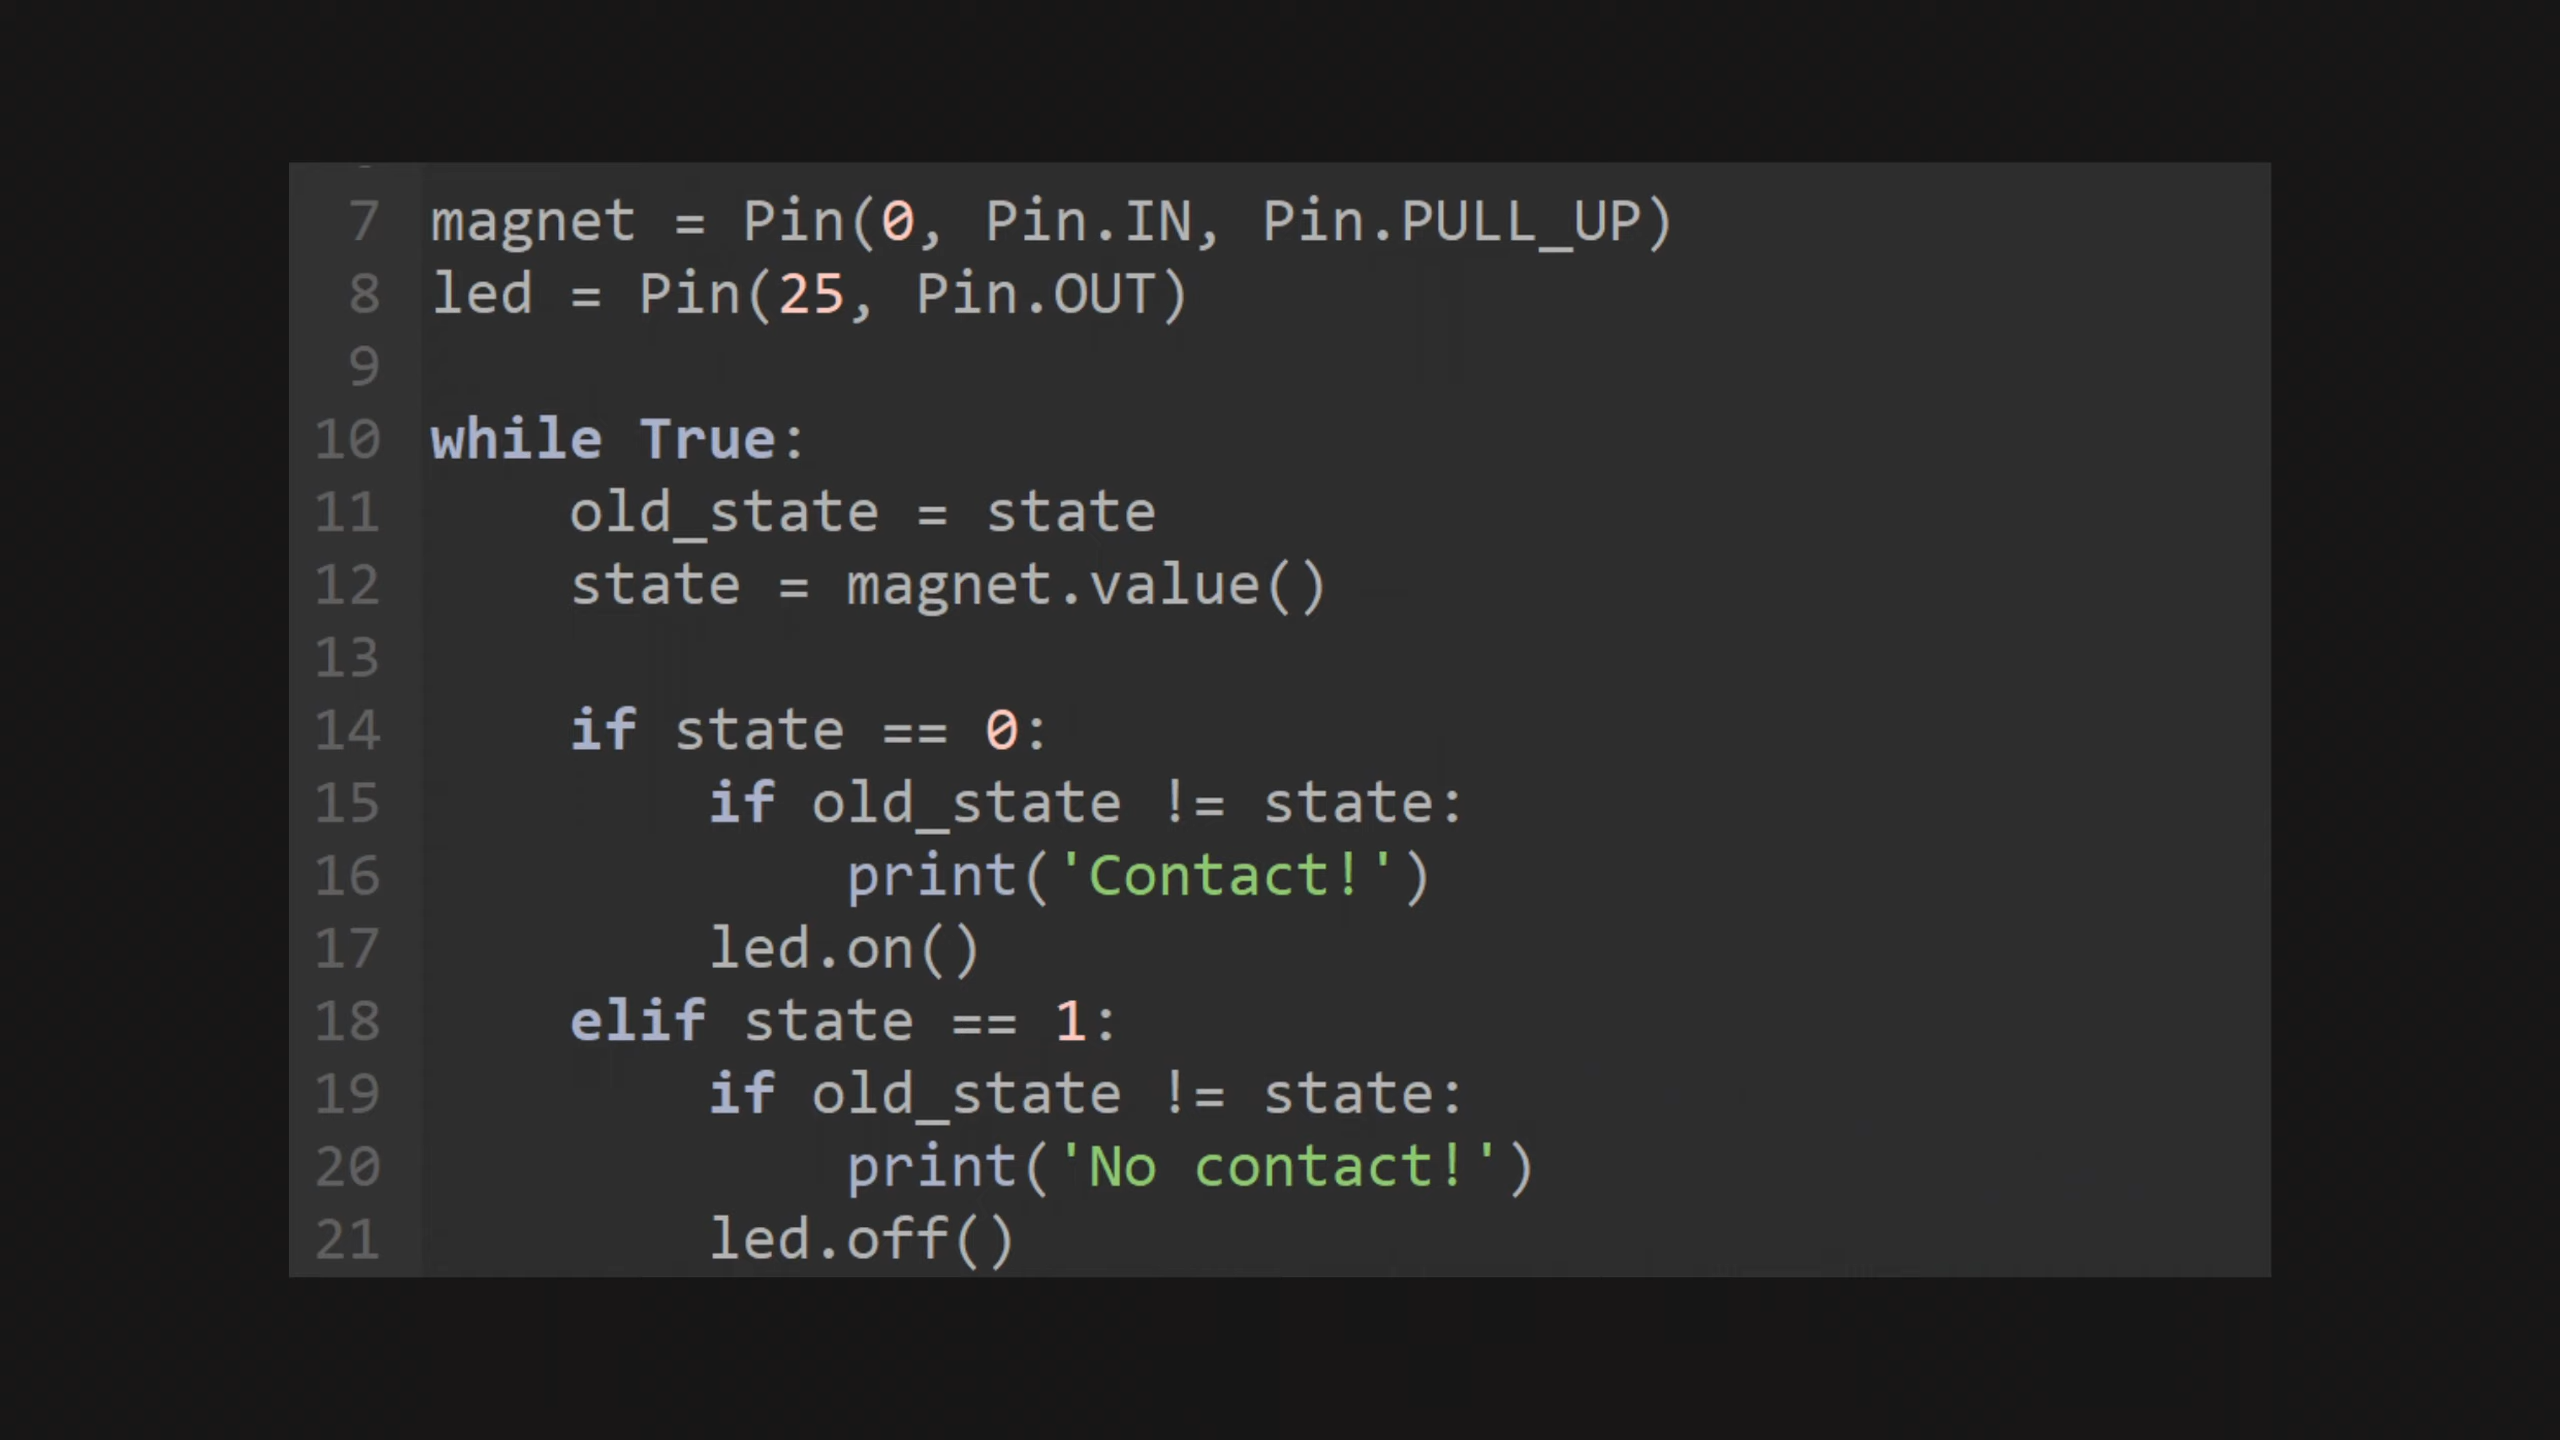 7 magnet = Pin(0, Pin.IN, Pin.PULL_UP)
8 led = Pin(25, Pin.OUT)
9
10 while True:
11     old_state = state
12     state = magnet.value()
13
14     if state == 0:
15         if old_state != state:
16             print('Contact!')
17         led.on()
18     elif state == 1:
19         if old_state != state:
20             print('No contact!')
21         led.off()